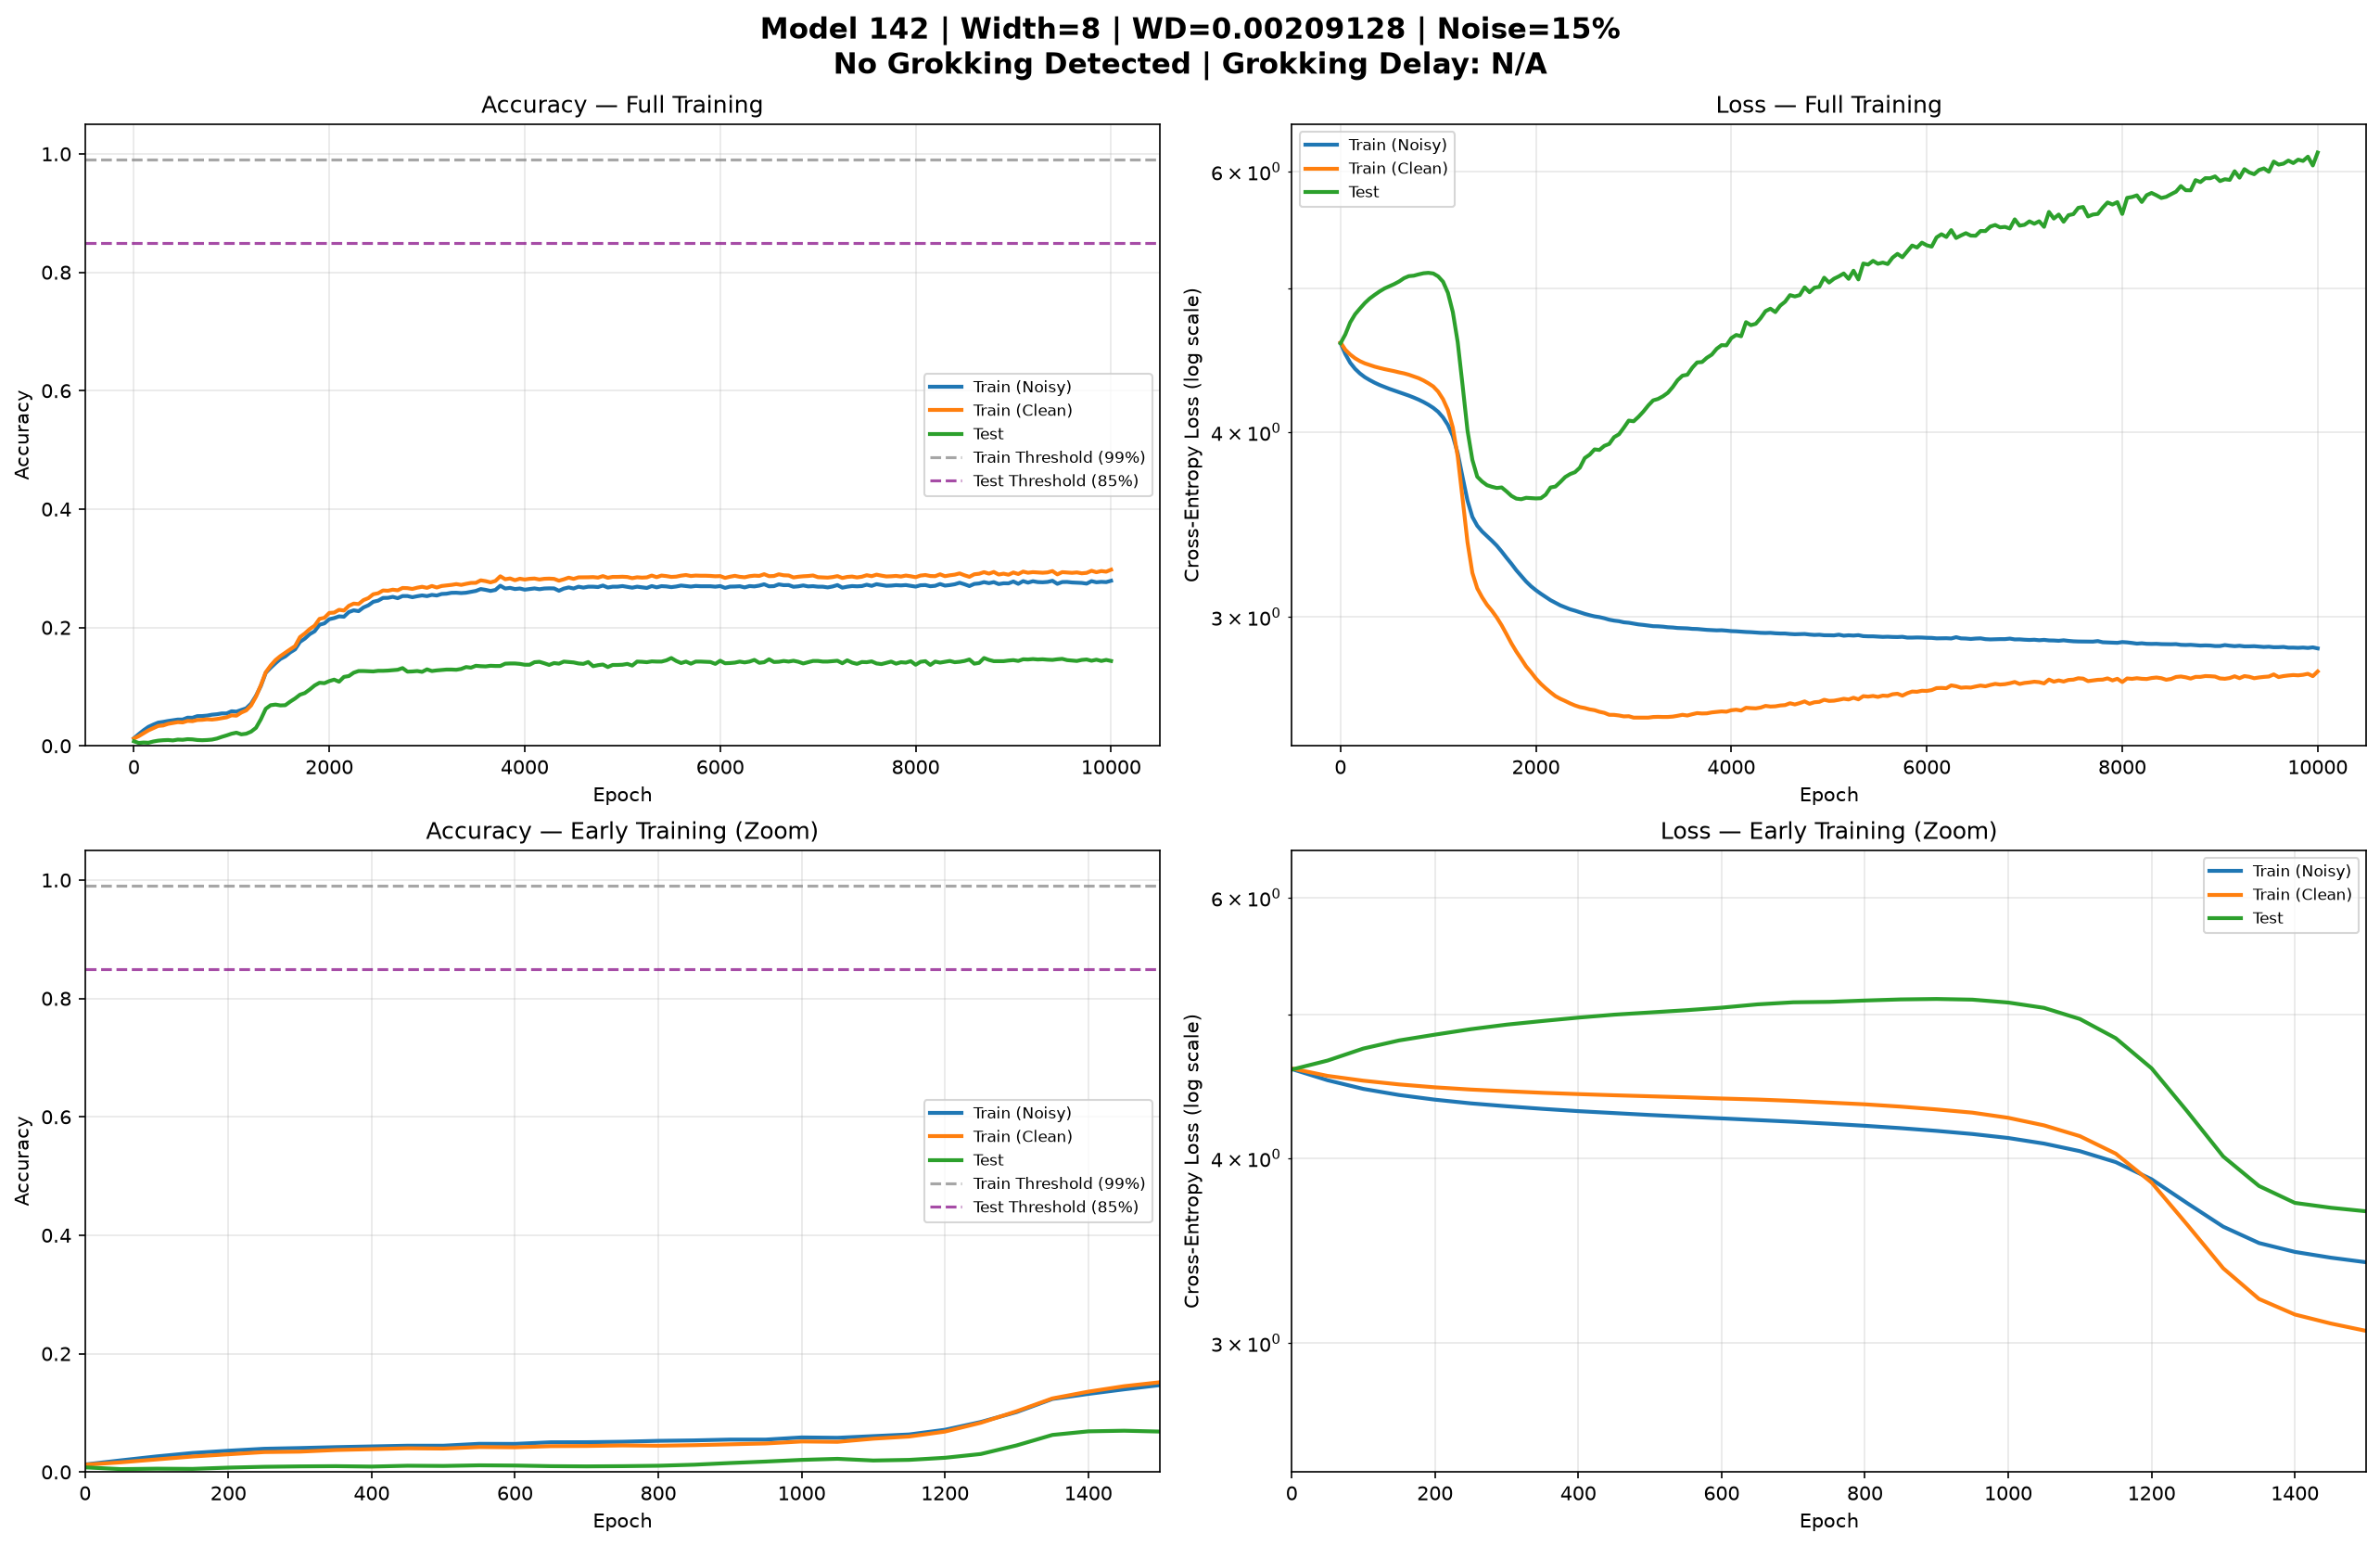 Model 142 | Width=8 | WD=0.00209128 | Noise=15%
No Grokking Detected | Grokking Delay: N/A
Accuracy — Full Training
1.0
0.8
0.6
0.4
0.2
0.0
Accuracy
0 2000 4000 6000 8000 10000
Epoch
Train (Noisy)
Train (Clean)
Test
Train Threshold (99%)
Test Threshold (85%)
Loss — Full Training
6 × 10⁰
4 × 10⁰
3 × 10⁰
Cross-Entropy Loss (log scale)
0 2000 4000 6000 8000 10000
Epoch
Train (Noisy)
Train (Clean)
Test
Accuracy — Early Training (Zoom)
1.0
0.8
0.6
0.4
0.2
0.0
Accuracy
0 200 400 600 800 1000 1200 1400
Epoch
Train (Noisy)
Train (Clean)
Test
Train Threshold (99%)
Test Threshold (85%)
Loss — Early Training (Zoom)
6 × 10⁰
4 × 10⁰
3 × 10⁰
Cross-Entropy Loss (log scale)
0 200 400 600 800 1000 1200 1400
Epoch
Train (Noisy)
Train (Clean)
Test